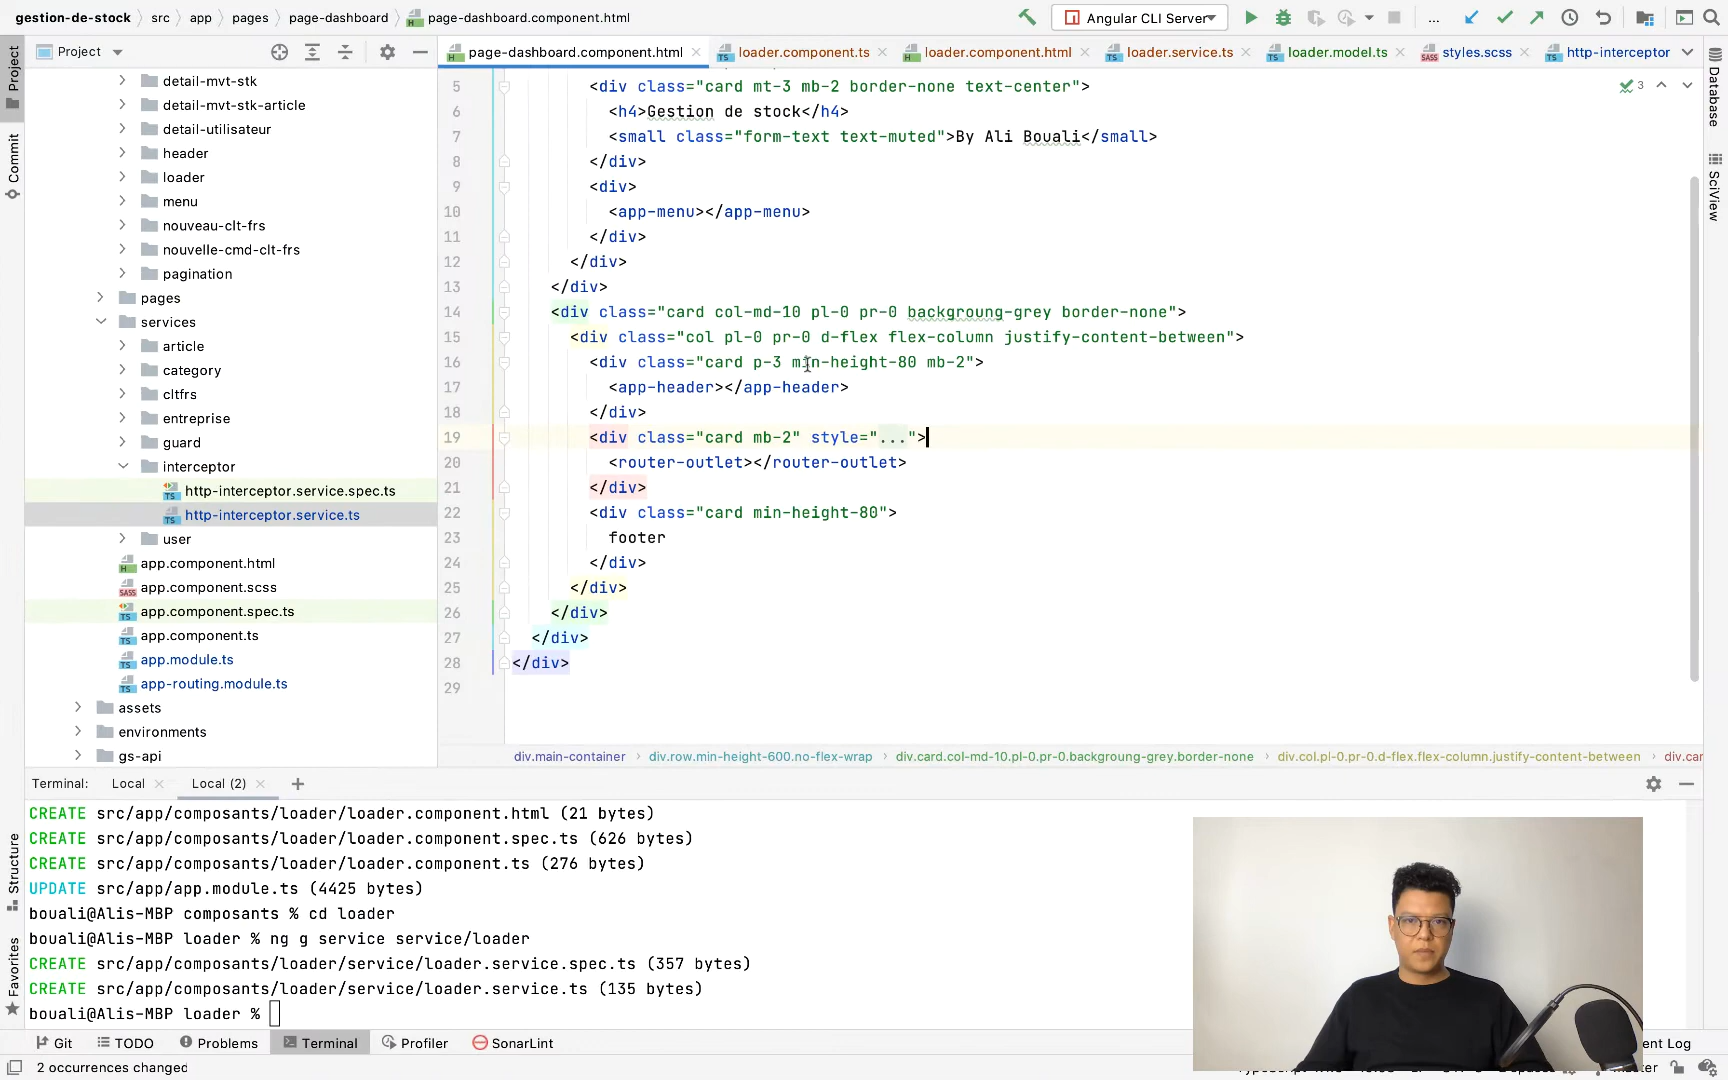 gestion-de-stock
src
app
pages
page-dashboard
page-dashboard.component.html
Angular CLI Server
...
Project
page-dashboard.component.html
loader.component.ts
loader.component.html
loader.service.ts
loader.model.ts
styles.scss
http-interceptor
Project
Commit
Structure
Favorites
Database
SciView
detail-mvt-stk
detail-mvt-stk-article
detail-utilisateur
header
loader
menu
nouveau-clt-frs
nouvelle-cmd-clt-frs
pagination
pages
services
article
category
cltfrs
entreprise
guard
interceptor
http-interceptor.service.spec.ts
http-interceptor.service.ts
user
app.component.html
app.component.scss
app.component.spec.ts
app.component.ts
app.module.ts
app-routing.module.ts
assets
environments
gs-api
3
5 <div class="card mt-3 mb-2 border-none text-center">
6 <h4>Gestion de stock</h4>
7 <small class="form-text text-muted">By Ali Bouali</small>
8 </div>
9 <div>
10 <app-menu></app-menu>
11 </div>
12 </div>
13 </div>
14 <div class="card col-md-10 pl-0 pr-0 backgroung-grey border-none">
15 <div class="col pl-0 pr-0 d-flex flex-column justify-content-between">
16 <div class="card p-3 min-height-80 mb-2">
17 <app-header></app-header>
18 </div>
19 <div class="card mb-2" style="...">
20 <router-outlet></router-outlet>
21 </div>
22 <div class="card min-height-80">
23 footer
24 </div>
25 </div>
26 </div>
27 </div>
28 </div>
29
div.main-container
div.row.min-height-600.no-flex-wrap
div.card.col-md-10.pl-0.pr-0.backgroung-grey.border-none
div.col.pl-0.pr-0.d-flex.flex-column.justify-content-between
div.car
Terminal: Local Local (2)
CREATE src/app/composants/loader/loader.component.html (21 bytes)
CREATE src/app/composants/loader/loader.component.spec.ts (626 bytes)
CREATE src/app/composants/loader/loader.component.ts (276 bytes)
UPDATE src/app/app.module.ts (4425 bytes)
bouali@Alis-MBP composants % cd loader
bouali@Alis-MBP loader % ng g service service/loader
CREATE src/app/composants/loader/service/loader.service.spec.ts (357 bytes)
CREATE src/app/composants/loader/service/loader.service.ts (135 bytes)
bouali@Alis-MBP loader %
Git
TODO
Problems
Terminal
Profiler
SonarLint
ent Log
2 occurrences changed